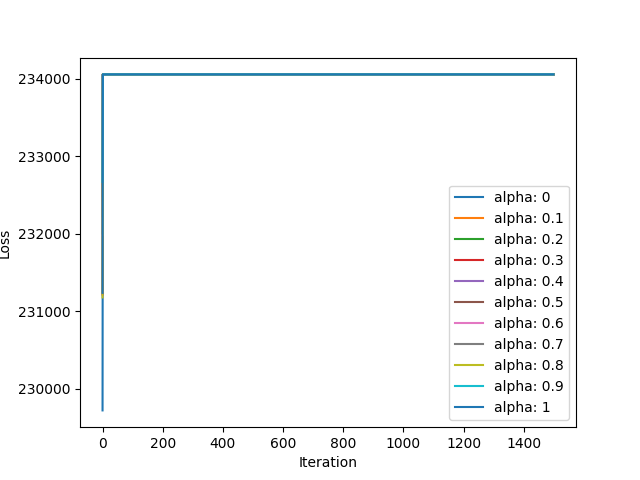 234000
233000
232000
231000
230000
Loss
0
200
400
600
800
1000
1200
1400
Iteration
alpha: 0
alpha: 0.1
alpha: 0.2
alpha: 0.3
alpha: 0.4
alpha: 0.5
alpha: 0.6
alpha: 0.7
alpha: 0.8
alpha: 0.9
alpha: 1